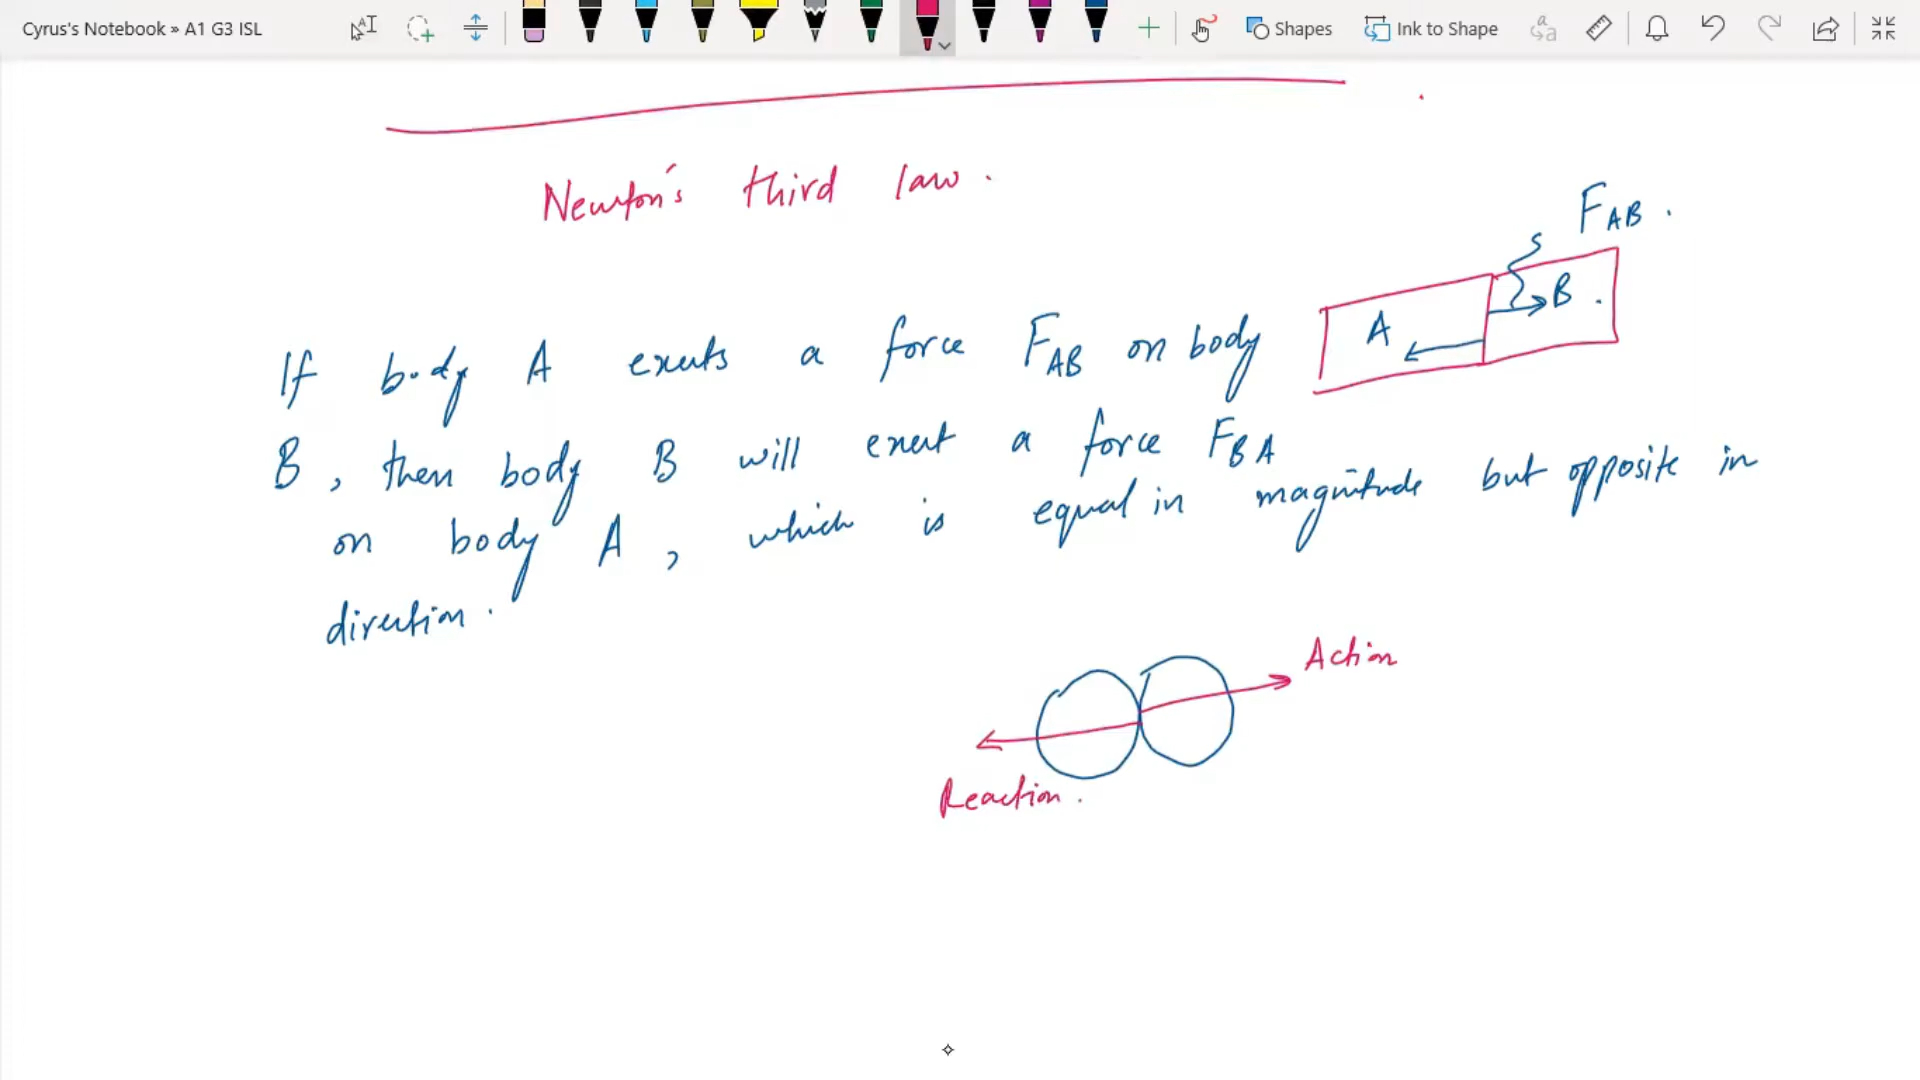 Cyrus's Notebook » A1 G3 ISL
Shapes
Ink to Shape
Newton's third law.
FAB.
A
B.
If body A exerts a force FAB on body
B, then body B will exert a force FBA
on body A, which is equal in magnitude but opposite in
direction.
Action
Reaction.